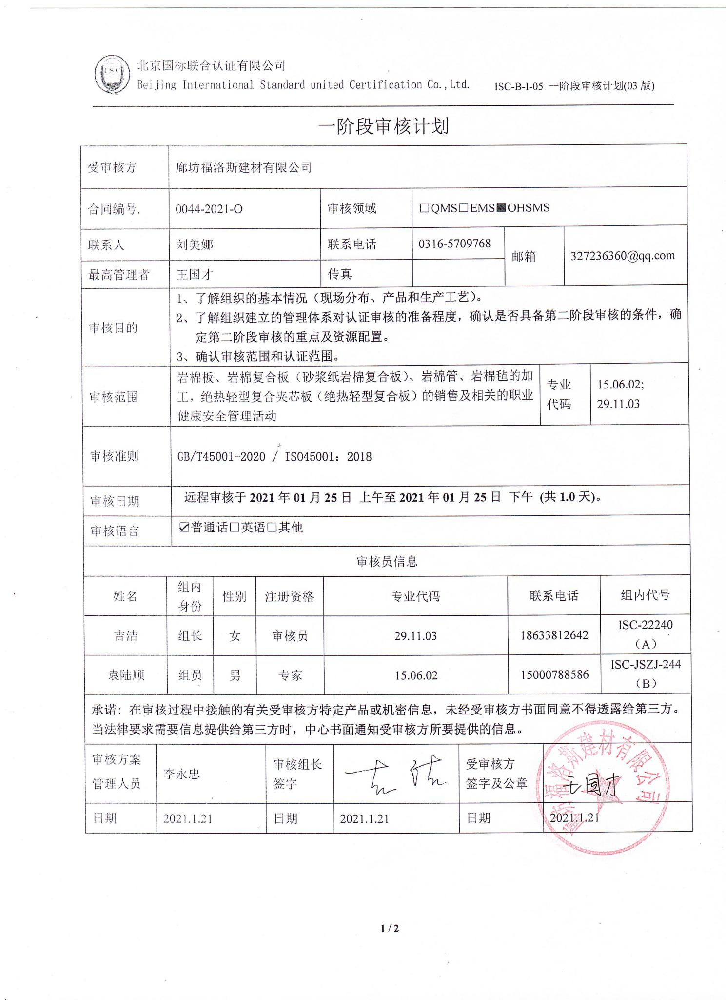 ISC
北京国标联合认证有限公司
Beijing International Standard united Certification Co.,Ltd. ISC-B-I-05 一阶段审核计划(03 版)
一阶段审核计划
受审核方 廊坊福洛斯建材有限公司
合同编号. 0044-2021-O 审核领域 □QMS□EMS■OHSMS
联系人 刘美娜 联系电话 0316-5709768 邮箱 327236360@qq.com
最高管理者 王国才 传真
审核目的
1、了解组织的基本情况（现场分布、产品和生产工艺）。
2、了解组织建立的管理体系对认证审核的准备程度，确认是否具备第二阶段审核的条件，确
定第二阶段审核的重点及资源配置。
3、确认审核范围和认证范围。
审核范围
岩棉板、岩棉复合板（砂浆纸岩棉复合板）、岩棉管、岩棉毡的加
工，绝热轻型复合夹芯板（绝热轻型复合板）的销售及相关的职业
健康安全管理活动
专业
代码
15.06.02;
29.11.03
审核准则 GB/T45001-2020 / ISO45001：2018
审核日期 远程审核于 2021 年 01 月 25 日 上午至 2021 年 01 月 25 日 下午 (共 1.0 天)。
审核语言 ☑普通话□英语□其他
审核员信息
姓名 组内身份 性别 注册资格 专业代码 联系电话 组内代号
吉洁 组长 女 审核员 29.11.03 18633812642 ISC-22240
（A）
袁陆顺 组员 男 专家 15.06.02 15000788586 ISC-JSZJ-244
（B）
承诺：在审核过程中接触的有关受审核方特定产品或机密信息，未经受审核方书面同意不得透露给第三方。
当法律要求需要信息提供给第三方时，中心书面通知受审核方所要提供的信息。
审核方案
管理人员
李永忠
审核组长
签字
吉洁
受审核方
签字及公章
王国才
廊坊福洛斯建材有限公司
日期 2021.1.21 日期 2021.1.21 日期 2021.1.21
1 / 2